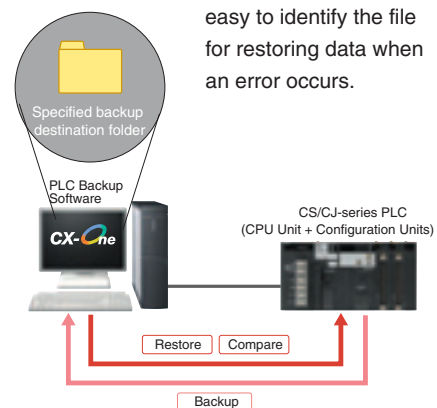 easy to identify the file
for restoring data when
an error occurs.
Specified backup
destination folder
PLC Backup
Software
CX-One
CS/CJ-series PLC
(CPU Unit + Configuration Units)
Restore
Compare
Backup